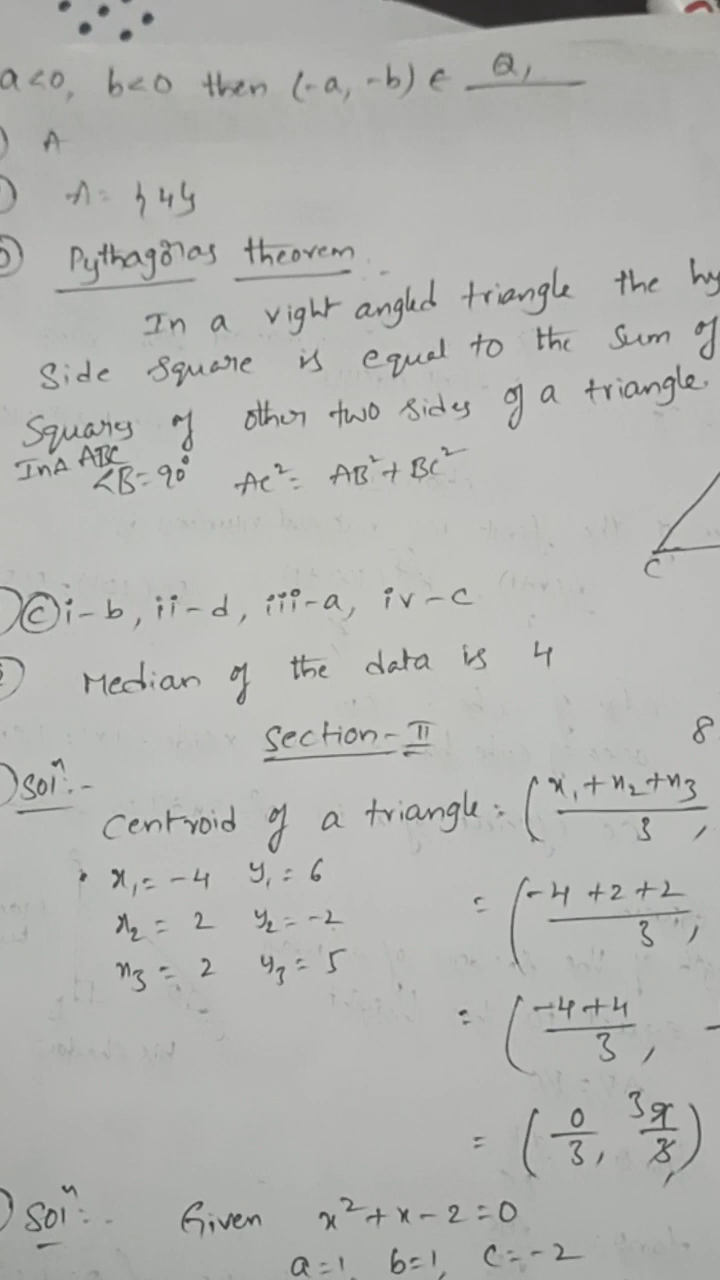 a<0, b<0 then (-a, -b) ∈ Q₁
A
A = {4}
Pythagoras theorem
In a right angled triangle the hy
side square is equal to the sum of
squares of other two sides of a triangle.
In Δ ABC
∠B=90° AC² = AB² + BC²
C
(c) i-b, ii-d, iii-a, iv-c
Median of the data is 4
Section-II
8
Solⁿ:-
Centroid of a triangle = (x₁+x₂+x₃/3,
x₁ = -4 y₁ = 6
= (-4+2+2/3,
x₂ = 2 y₂ = -2
x₃ = 2 y₃ = 5
= (-4+4/3, -
= (0/3, 3 9/3)
Solⁿ:- Given x²+x-2=0
a=1, b=1, c=-2